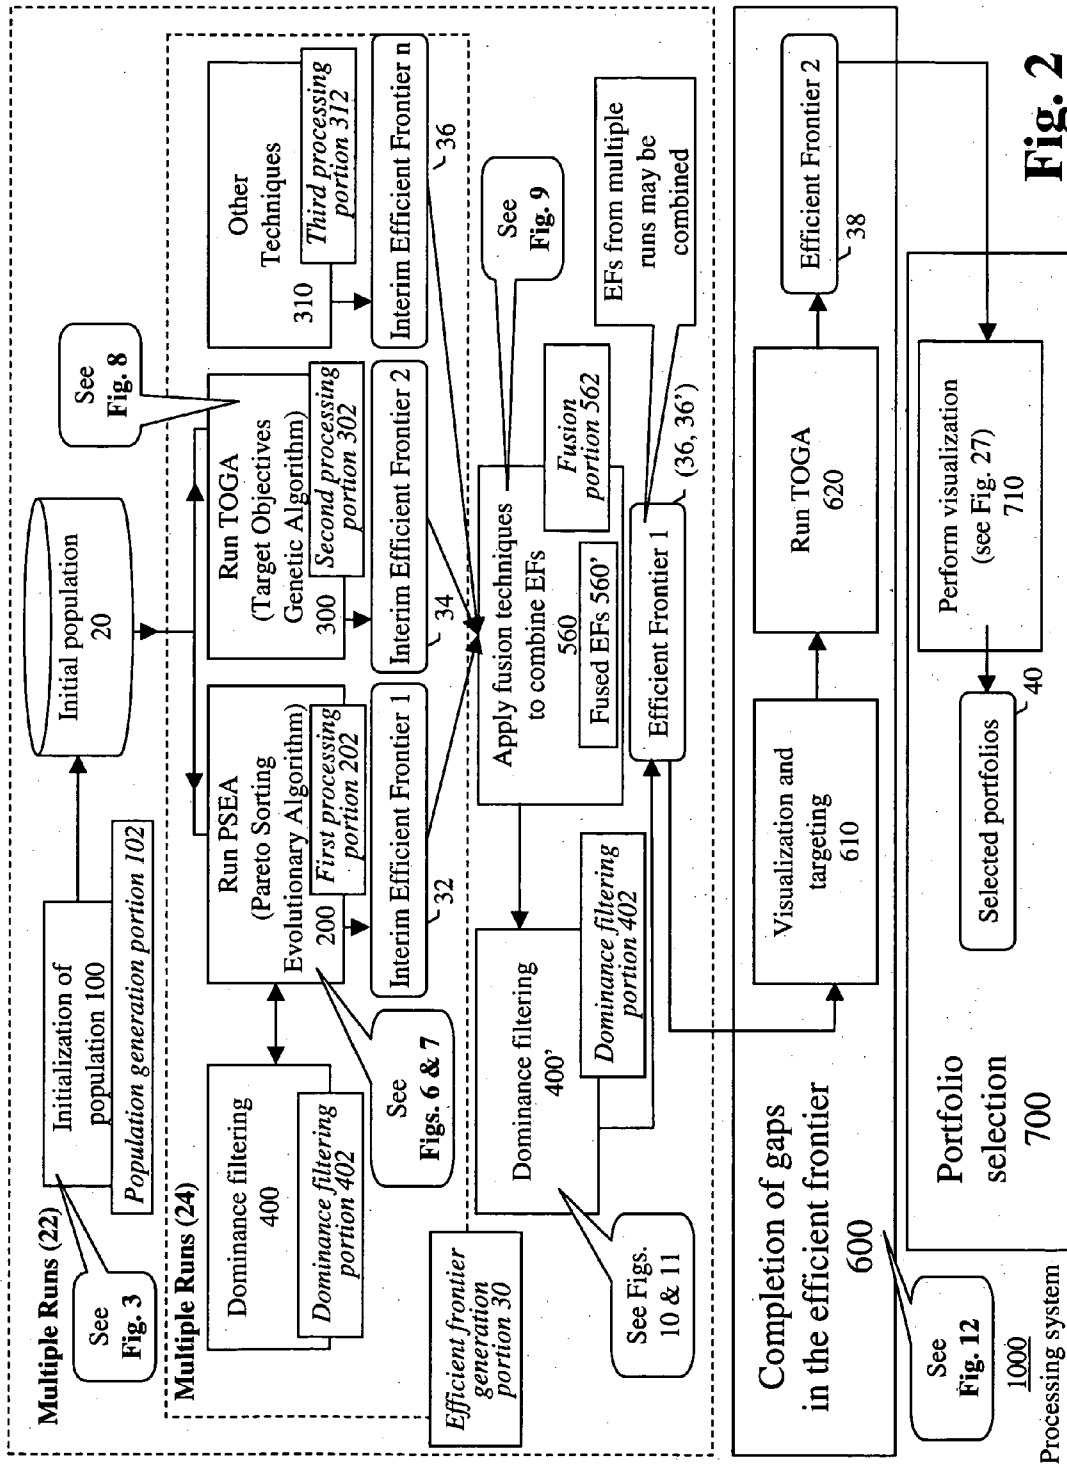 Multiple Runs (22)
See
Fig. 3
Initialization of
population 100
Population generation portion 102
Initial population
20
See
Fig. 8
Multiple Runs (24)
Dominance filtering
400
Dominance filtering
portion 402
Run PSEA
(Pareto Sorting
Evolutionary Algorithm)
200
First processing
portion 202
Run TOGA
(Target Objectives
Genetic Algorithm)
300
Second processing
portion 302
Other
Techniques
310
Third processing
portion 312
See
Figs. 6 & 7
Interim Efficient Frontier 1
32
Interim Efficient Frontier 2
34
Interim Efficient Frontier n
36
Efficient frontier
generation
portion 30
See Figs.
10 & 11
Dominance filtering
400’
Dominance filtering
portion 402
Apply fusion techniques
to combine EFs
560
Fused EFs 560’
Fusion
portion 562
See
Fig. 9
Efficient Frontier 1
(36, 36’)
EFs from multiple
runs may be
combined
Completion of gaps
in the efficient frontier
600
See
Fig. 12
Visualization and
targeting
610
Run TOGA
620
Efficient Frontier 2
38
Portfolio
selection
700
Selected portfolios
40
Perform visualization
(see Fig. 27)
710
1000
Processing system
Fig. 2